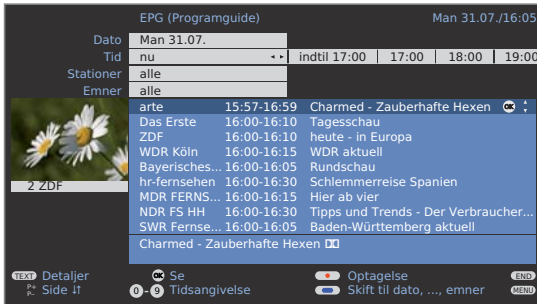 EPG (Programguide) Man 31.07./16:05
Dato Man 31.07.
Tid nu indtil 17:00 17:00 18:00 19:00
Stationer alle
Emner alle
arte 15:57-16:59 Charmed - Zauberhafte Hexen OK
Das Erste 16:00-16:10 Tagesschau
ZDF 16:00-16:10 heute - in Europa
WDR Köln 16:00-16:15 WDR aktuell
Bayerisches... 16:00-16:05 Rundschau
hr-fernsehen 16:00-16:30 Schlemmerreise Spanien
MDR FERNS... 16:00-16:15 Hier ab vier
NDR FS HH 16:00-16:30 Tipps und Trends - Der Verbraucher...
SWR Fernse... 16:00-16:05 Baden-Württemberg aktuell
2 ZDF
Charmed - Zauberhafte Hexen
TEXT Detaljer OK Se Optagelse END
P+ P- Side 0-9 Tidsangivelse Skift til dato, ..., emner MENU